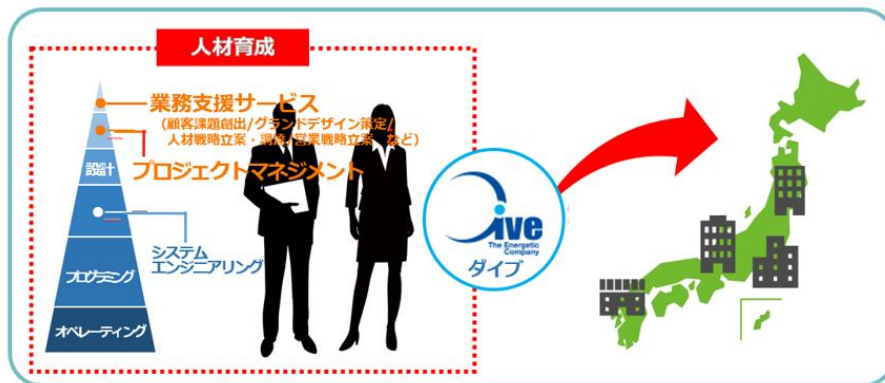 人材育成
業務支援サービス
（顧客課題創出/グランドデザイン策定/
人材戦略立案・調査/営業戦略立案　など）
設計
プロジェクトマネジメント
システム
エンジニアリング
プログラミング
オペレーティング
Dive
The Energetic
Company
ダイブ